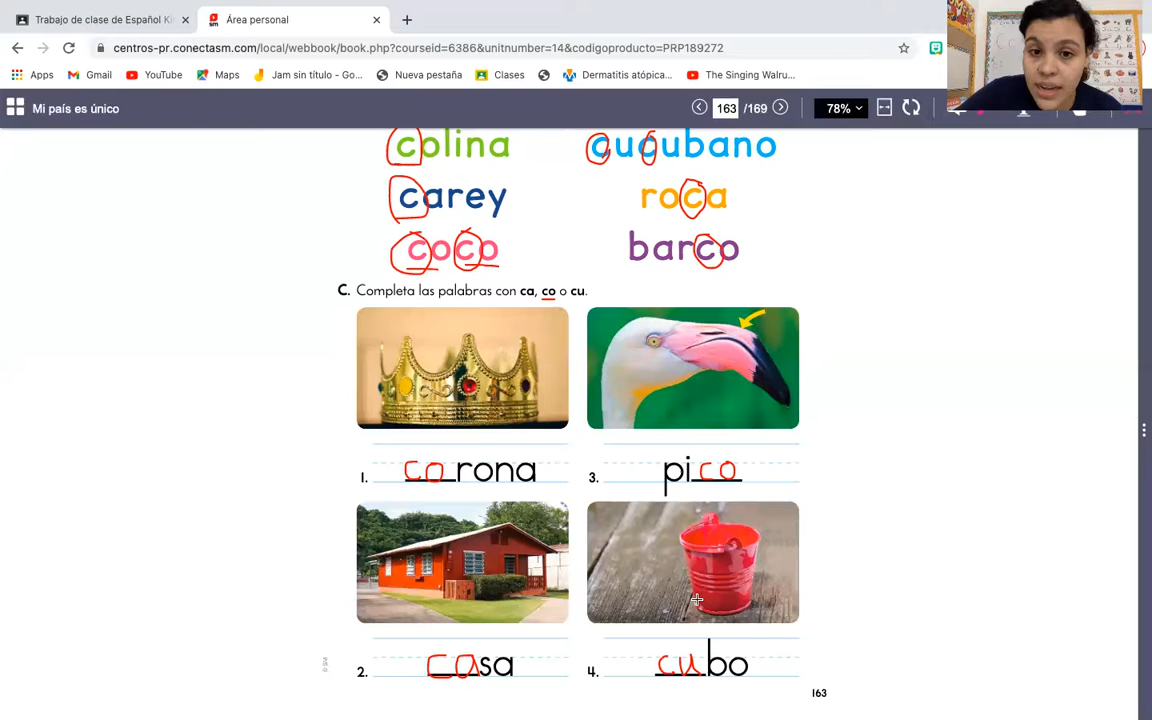 Trabajo de clase de Español Ki
Área personal
centros-pr.conectasm.com/local/webbook/book.php?courseid=6386&unitnumber=14&codigoproducto=PRP189272
Apps Gmail YouTube Maps Jam sin título - Go... Nueva pestaña Clases Dermatitis atópica... The Singing Walrus...
Mi país es único
163 /169
78%
colina cucubano
carey roca
coco barco
C. Completa las palabras con ca, co o cu.
1. corona
3. pico
2. casa
4. cubo
© SM
163